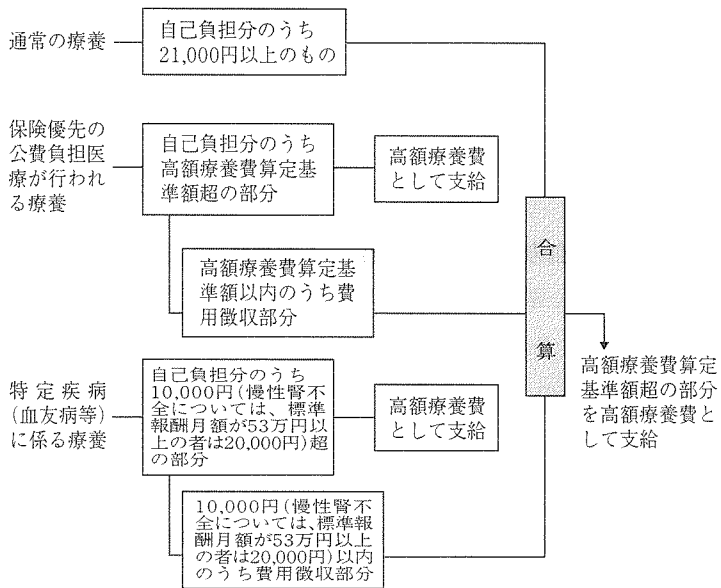 通常の療養
自己負担分のうち
21,000円以上のもの
保険優先の
公費負担医
療が行われ
る療養
自己負担分のうち
高額療養費算定基
準額超の部分
高額療養費
として支給
高額療養費算定基
準額以内のうち費
用徴収部分
合
算
高額療養費算定
基準額超の部分
を高額療養費と
して支給
特定疾病
(血友病等)
に係る療養
自己負担分のうち
10,000円(慢性腎不
全については、標準
報酬月額が53万円以
上の者は20,000円)超
の部分
高額療養費
として支給
10,000円(慢性腎不
全については、標準報
酬月額が53万円以上
の者は20,000円)以内
のうち費用徴収部分